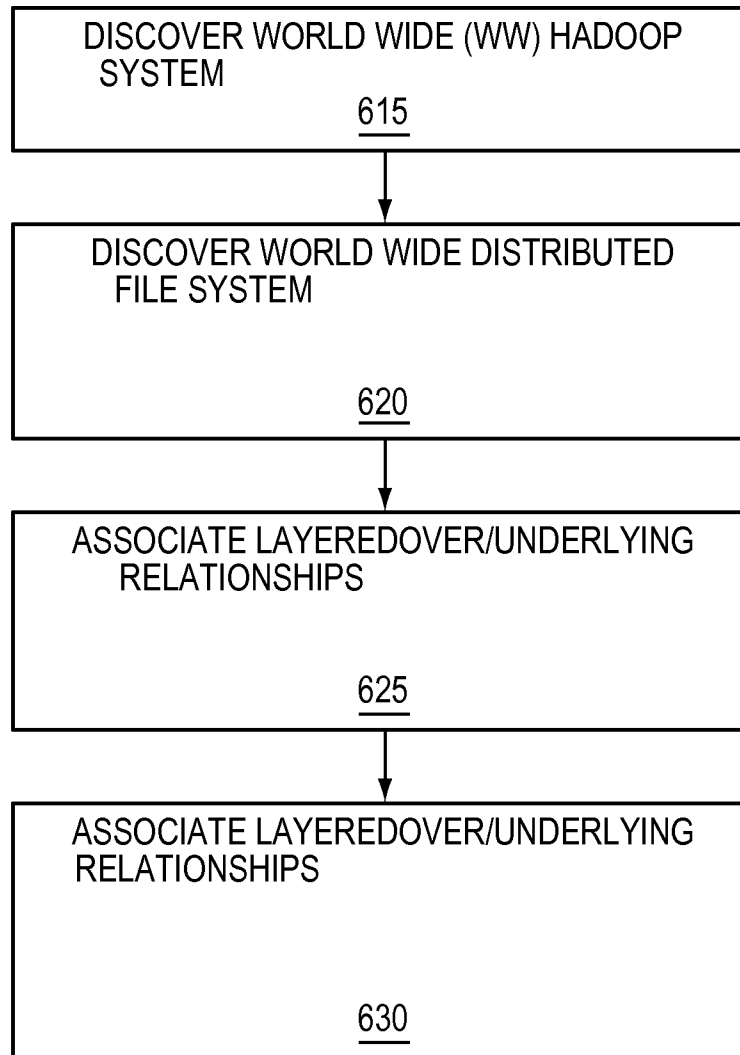 DISCOVER WORLD WIDE (WW) HADOOP
SYSTEM
615
DISCOVER WORLD WIDE DISTRIBUTED
FILE SYSTEM
620
ASSOCIATE LAYEREDOVER/UNDERLYING
RELATIONSHIPS
625
ASSOCIATE LAYEREDOVER/UNDERLYING
RELATIONSHIPS
630